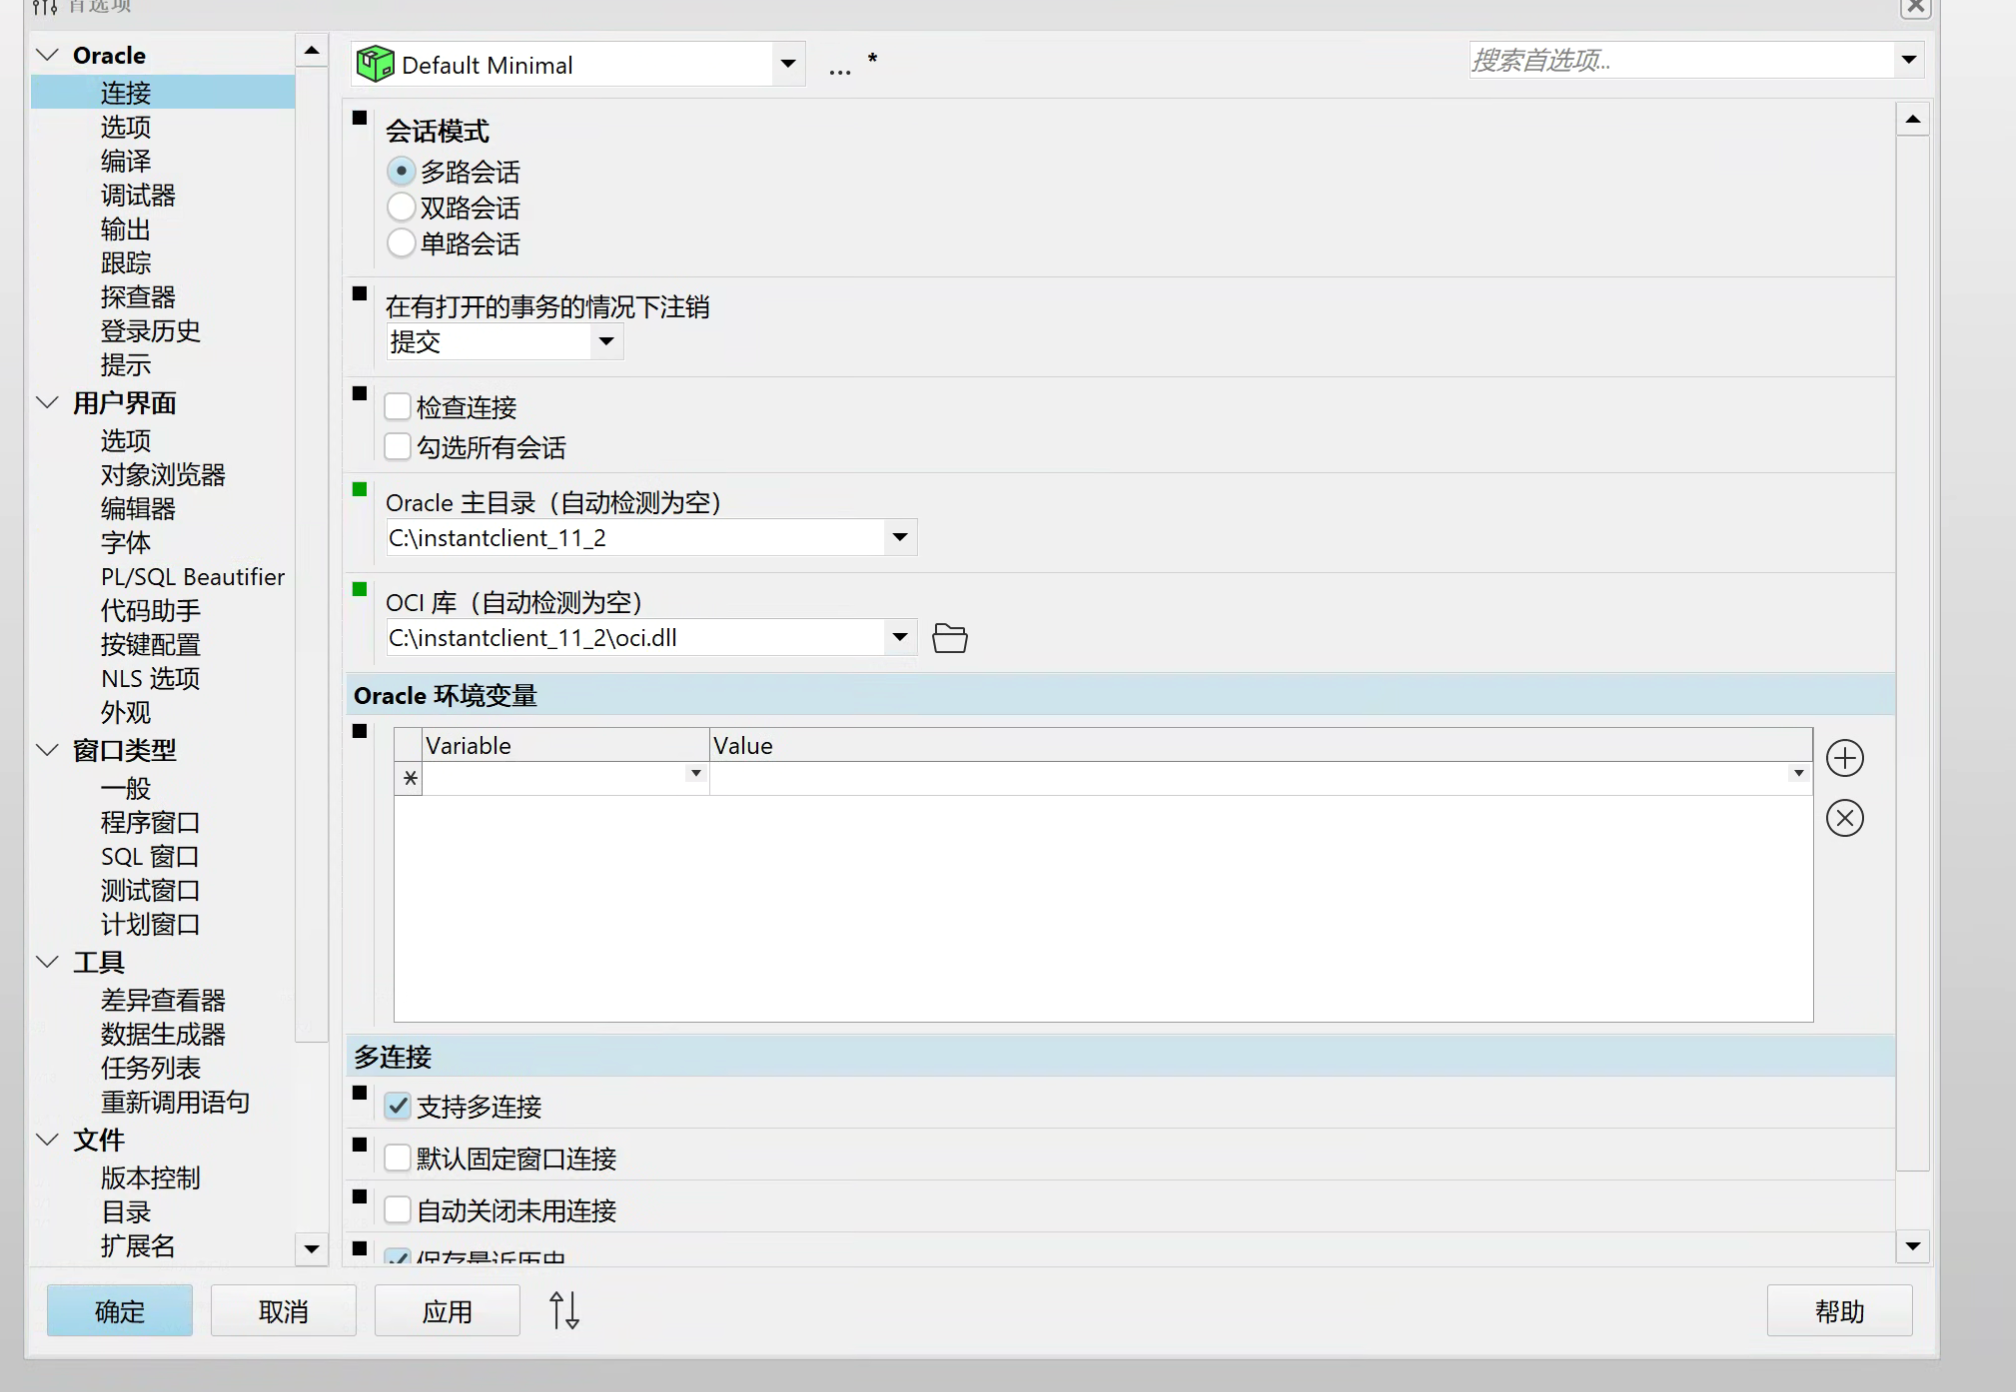 首选项
Oracle
连接
选项
编译
调试器
输出
跟踪
探查器
登录历史
提示
用户界面
选项
对象浏览器
编辑器
字体
PL/SQL Beautifier
代码助手
按键配置
NLS 选项
外观
窗口类型
一般
程序窗口
SQL 窗口
测试窗口
计划窗口
工具
差异查看器
数据生成器
任务列表
重新调用语句
文件
版本控制
目录
扩展名
Default Minimal
... *
搜索首选项...
会话模式
多路会话
双路会话
单路会话
在有打开的事务的情况下注销
提交
检查连接
勾选所有会话
Oracle 主目录（自动检测为空）
C:\instantclient_11_2
OCI 库（自动检测为空）
C:\instantclient_11_2\oci.dll
Oracle 环境变量
Variable Value
*
多连接
支持多连接
默认固定窗口连接
自动关闭未用连接
保存最近历史
确定 取消 应用 帮助